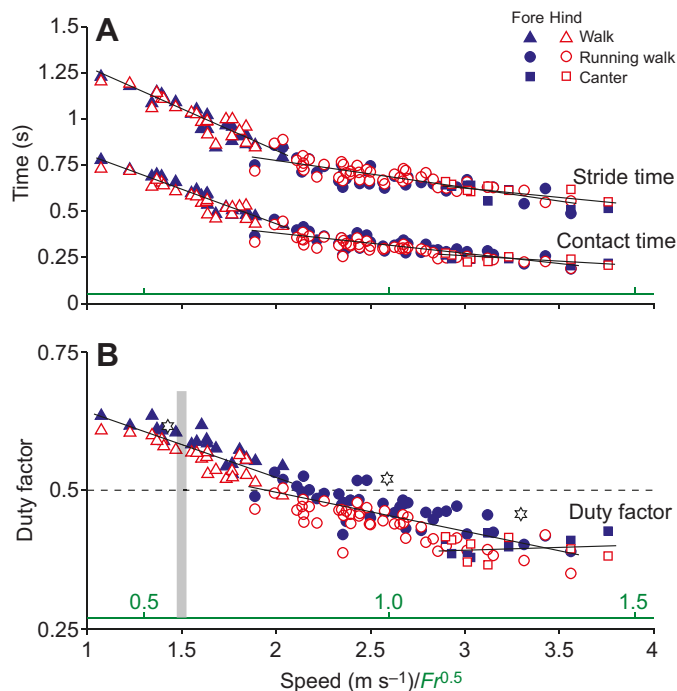 A
Fore Hind
Walk
Running walk
Canter
1.5
1.25
1
0.75
0.5
0.25
0
Time (s)
Stride time
Contact time
B
0.75
0.5
0.25
Duty factor
Duty factor
0.5
1.0
1.5
1
1.5
2
2.5
3
3.5
4
Speed (m s⁻¹)/Fr⁰·⁵